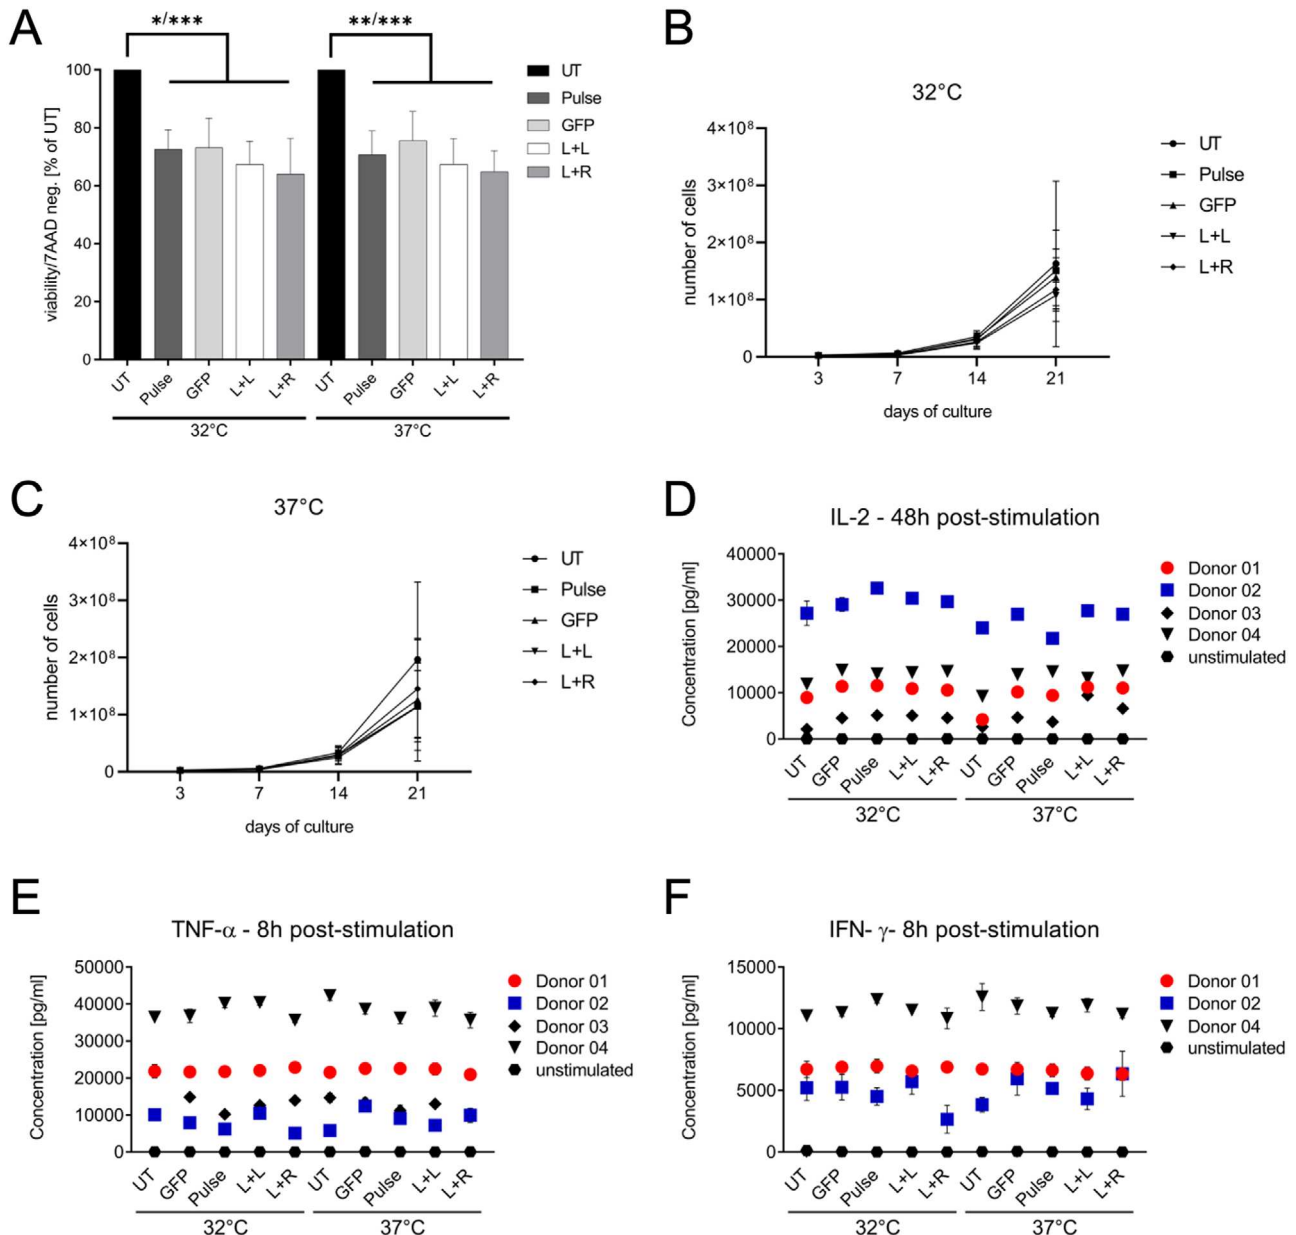 A
*/***
**/***
viability/7AAD neg. [% of UT]
100
80
60
40
20
0
UT
Pulse
GFP
L+L
L+R
UT
Pulse
GFP
L+L
L+R
32°C
37°C
UT
Pulse
GFP
L+L
L+R
B
32°C
number of cells
4×10⁸
3×10⁸
2×10⁸
1×10⁸
0
3
7
14
21
days of culture
UT
Pulse
GFP
L+L
L+R
C
37°C
number of cells
4×10⁸
3×10⁸
2×10⁸
1×10⁸
0
3
7
14
21
days of culture
UT
Pulse
GFP
L+L
L+R
D
IL-2 - 48h post-stimulation
Concentration [pg/ml]
40000
30000
20000
10000
0
UT
GFP
Pulse
L+L
L+R
UT
GFP
Pulse
L+L
L+R
32°C
37°C
Donor 01
Donor 02
Donor 03
Donor 04
unstimulated
E
TNF-α - 8h post-stimulation
Concentration [pg/ml]
50000
40000
30000
20000
10000
0
UT
GFP
Pulse
L+L
L+R
UT
GFP
Pulse
L+L
L+R
32°C
37°C
Donor 01
Donor 02
Donor 03
Donor 04
unstimulated
F
IFN- γ- 8h post-stimulation
Concentration [pg/ml]
15000
10000
5000
0
UT
GFP
Pulse
L+L
L+R
UT
GFP
Pulse
L+L
L+R
32°C
37°C
Donor 01
Donor 02
Donor 04
unstimulated